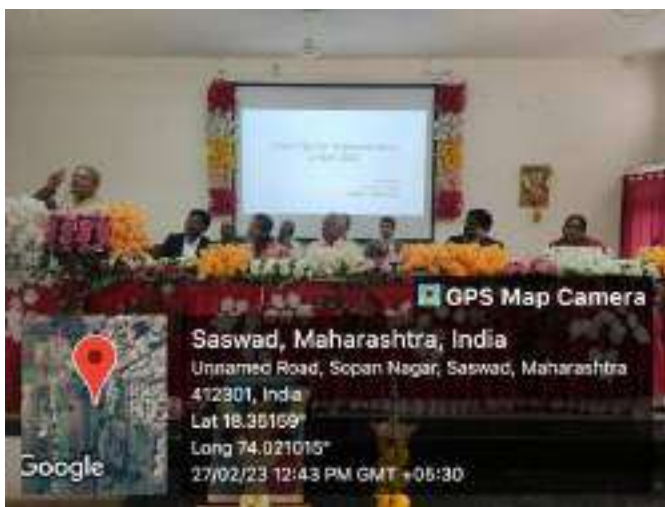 GPS Map Camera
Saswad, Maharashtra, India
Unnamed Road, Sopan Nagar, Saswad, Maharashtra
412301, India
Lat 18.35159°
Long 74.021015°
27/02/23 12:43 PM GMT +05:30
Google